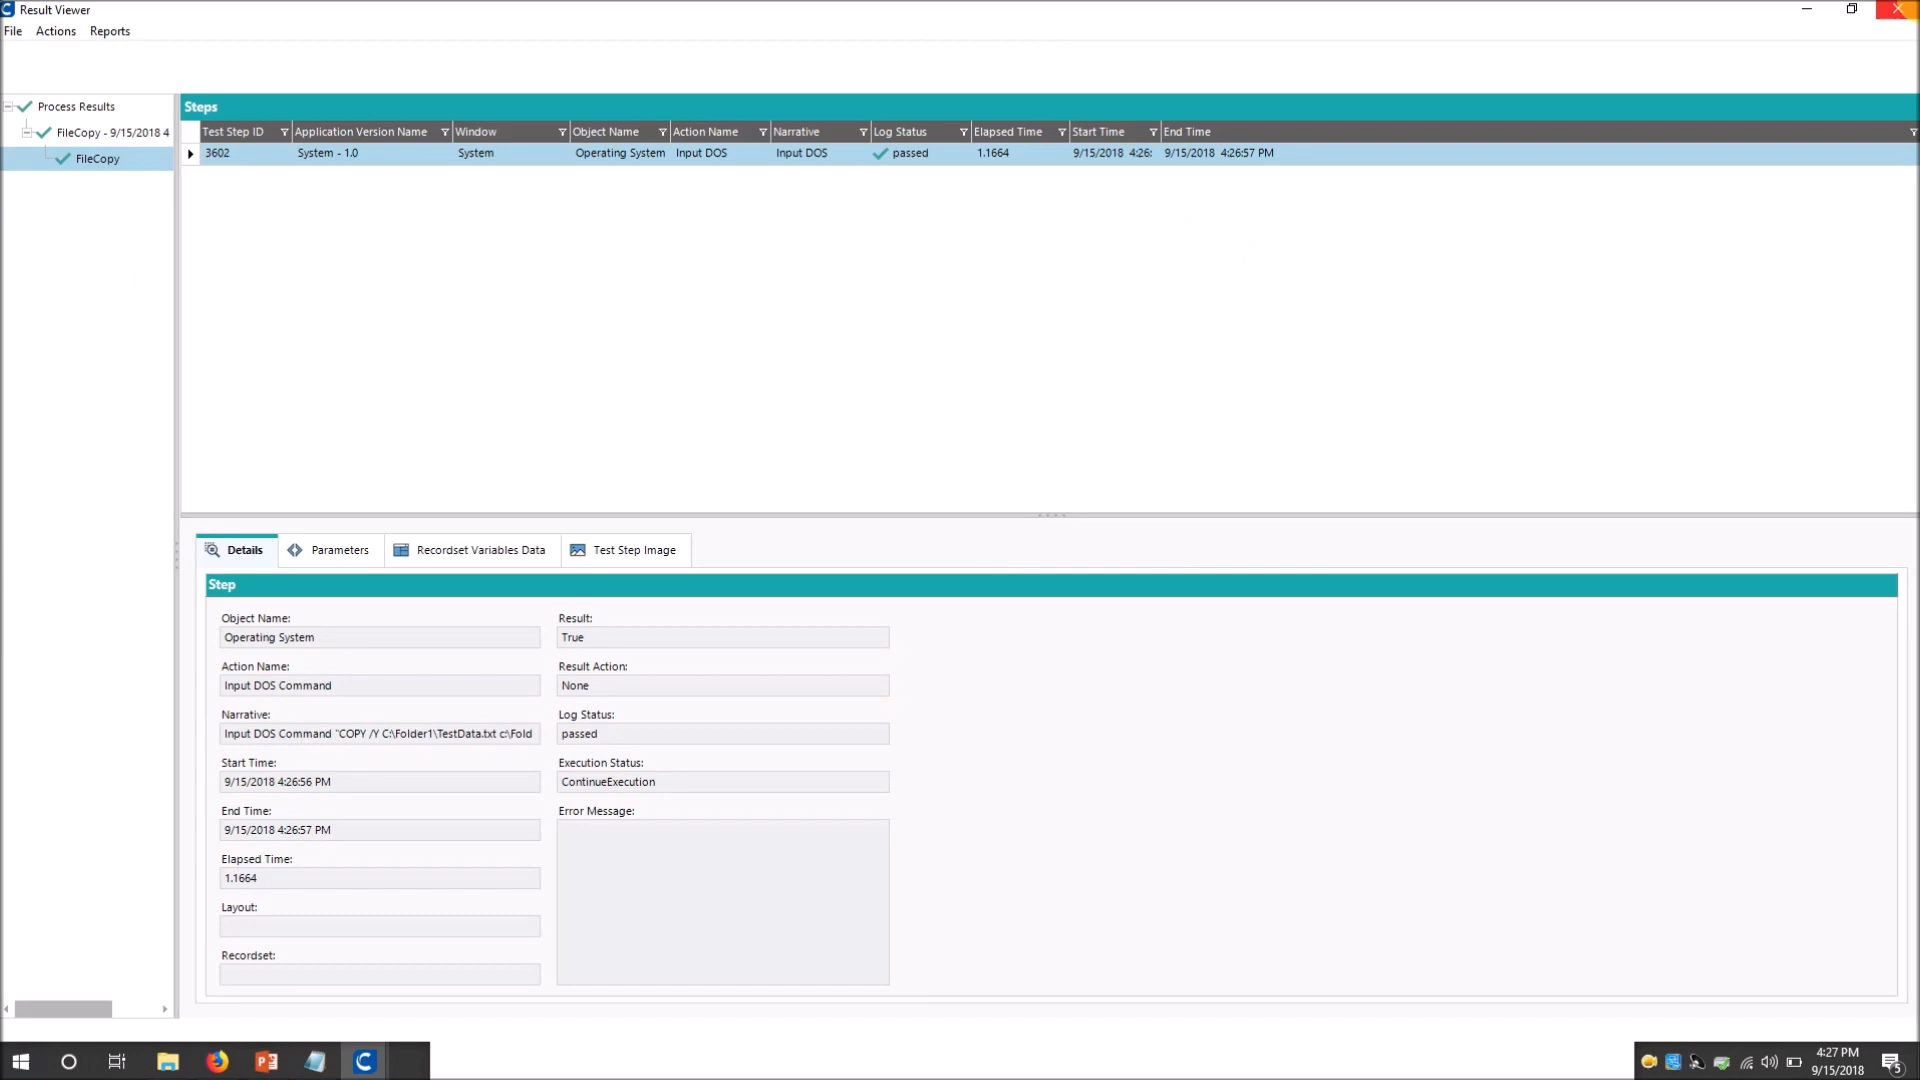 Result Viewer
File Actions Reports
Process Results
FileCopy - 9/15/2018 4
FileCopy
Steps
Test Step ID Application Version Name Window Object Name Action Name Narrative Log Status Elapsed Time Start Time End Time
3602 System - 1.0 System Operating System Input DOS Input DOS passed 1.1664 9/15/2018 4:26: 9/15/2018 4:26:57 PM
Details Parameters Recordset Variables Data Test Step Image
Step
Object Name: Result:
Operating System True
Action Name: Result Action:
Input DOS Command None
Narrative: Log Status:
Input DOS Command "COPY /Y C:\Folder1\TestData.txt c:\Fold passed
Start Time: Execution Status:
9/15/2018 4:26:56 PM ContinueExecution
End Time: Error Message:
9/15/2018 4:26:57 PM
Elapsed Time:
1.1664
Layout:
Recordset:
4:27 PM
9/15/2018
5